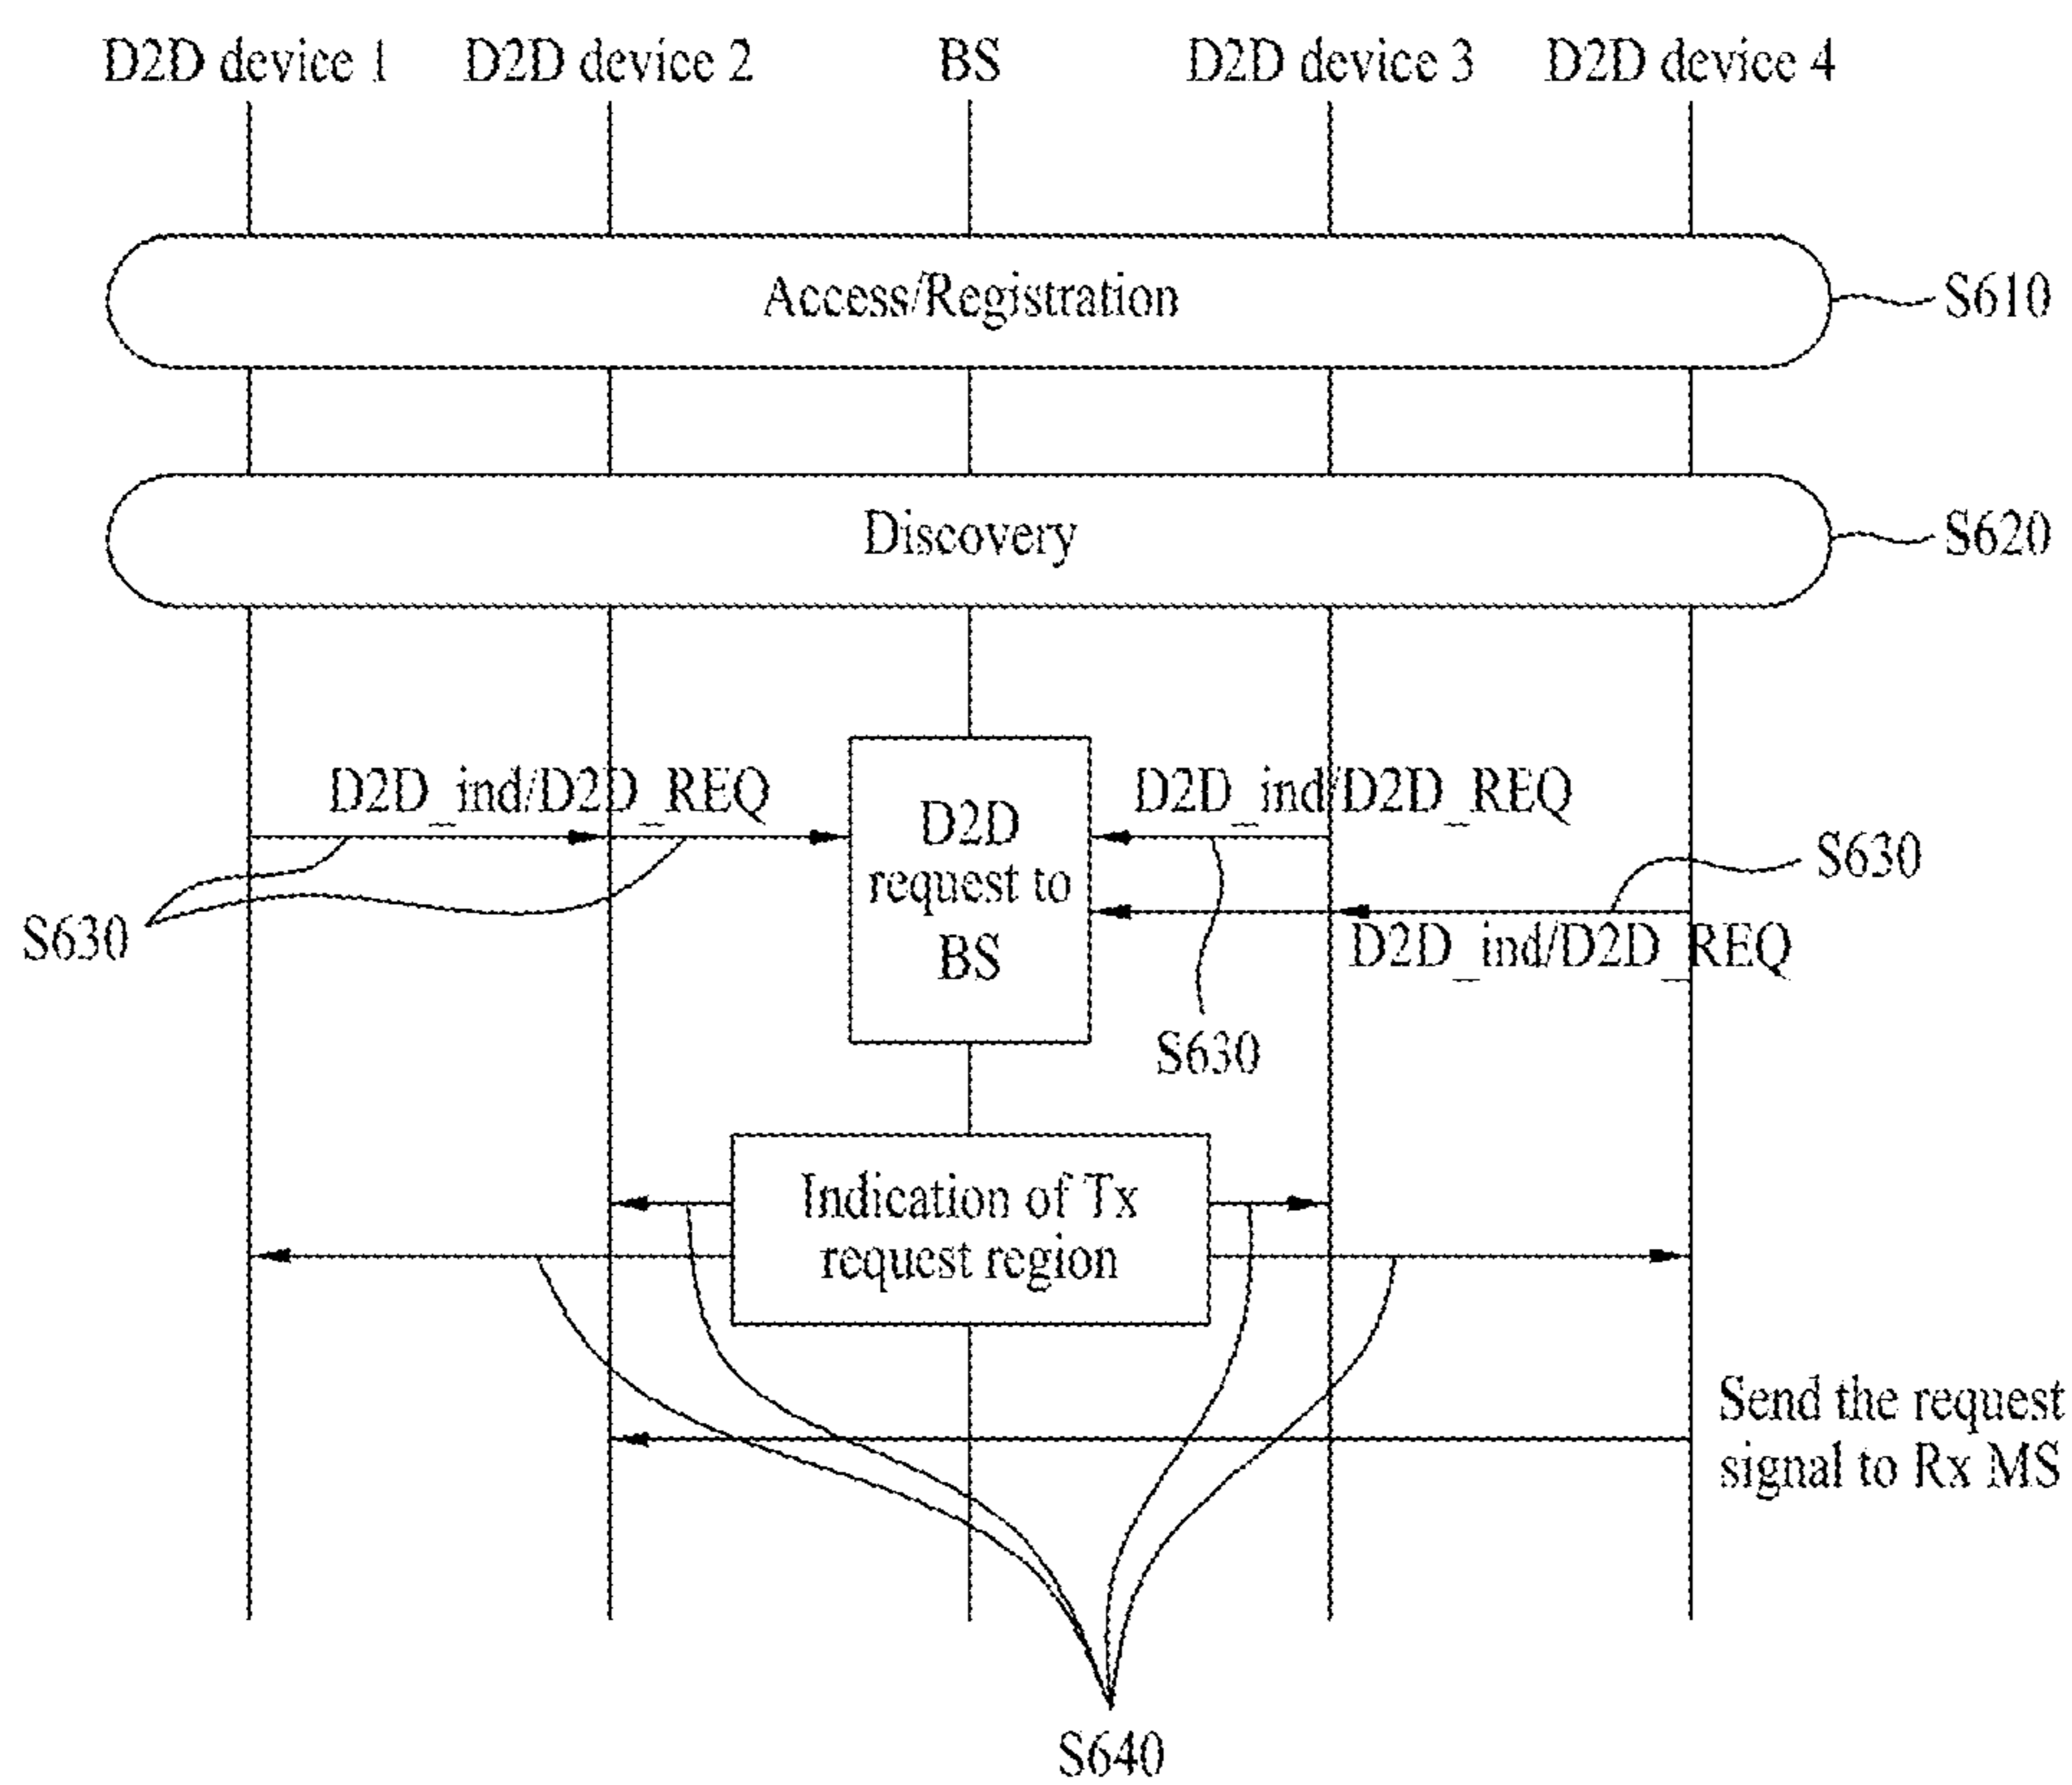 D2D device 1
D2D device 2
BS
D2D device 3
D2D device 4
Access/Registration
S610
Discovery
S620
D2D_ind/D2D_REQ
D2D_ind/D2D_REQ
D2D
request to
BS
S630
S630
D2D_ind/D2D_REQ
S630
Indication of Tx
request region
Send the request
signal to Rx MS
S640